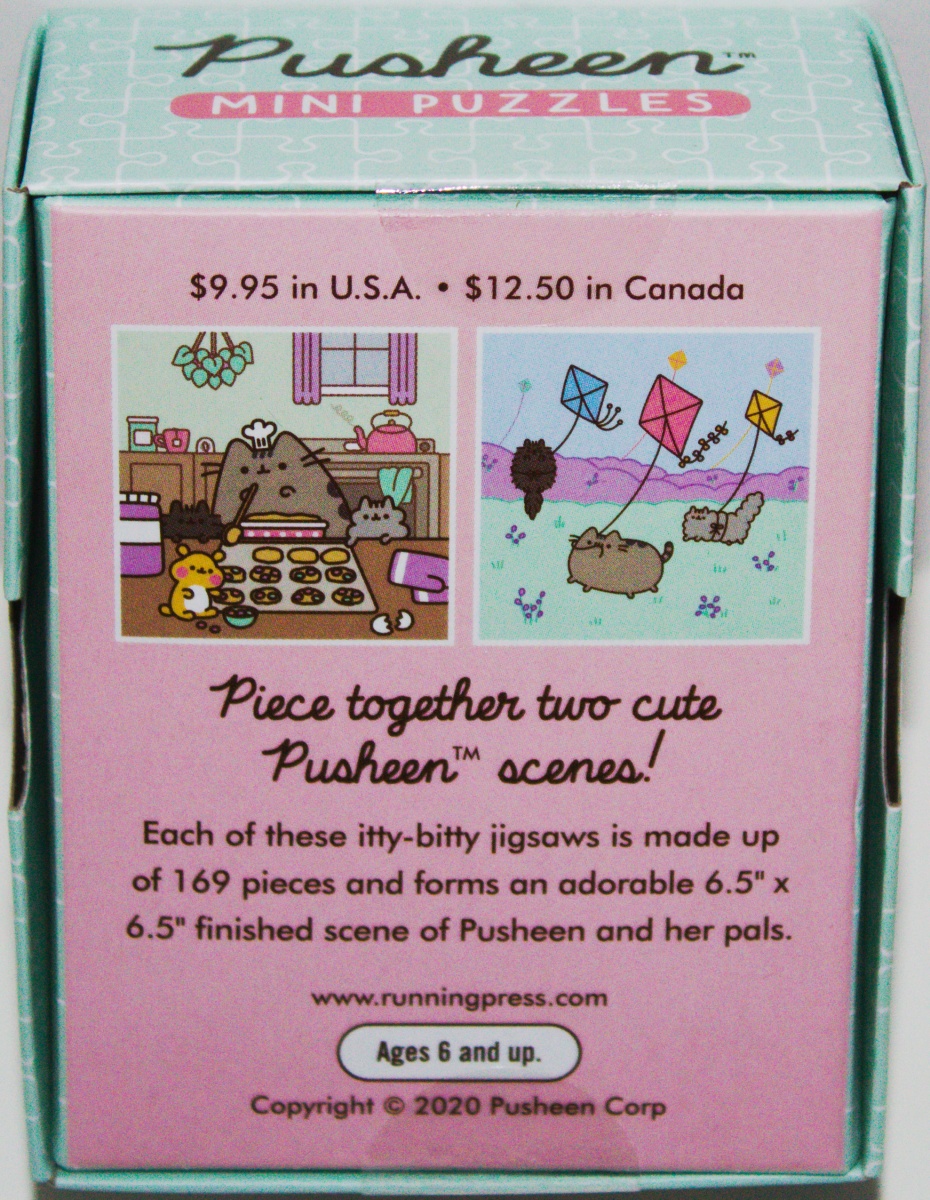 Pusheen™
MINI PUZZLES
$9.95 in U.S.A. • $12.50 in Canada
Piece together two cute
Pusheen™ scenes!
Each of these itty-bitty jigsaws is made up
of 169 pieces and forms an adorable 6.5" x
6.5" finished scene of Pusheen and her pals.
www.runningpress.com
Ages 6 and up.
Copyright © 2020 Pusheen Corp